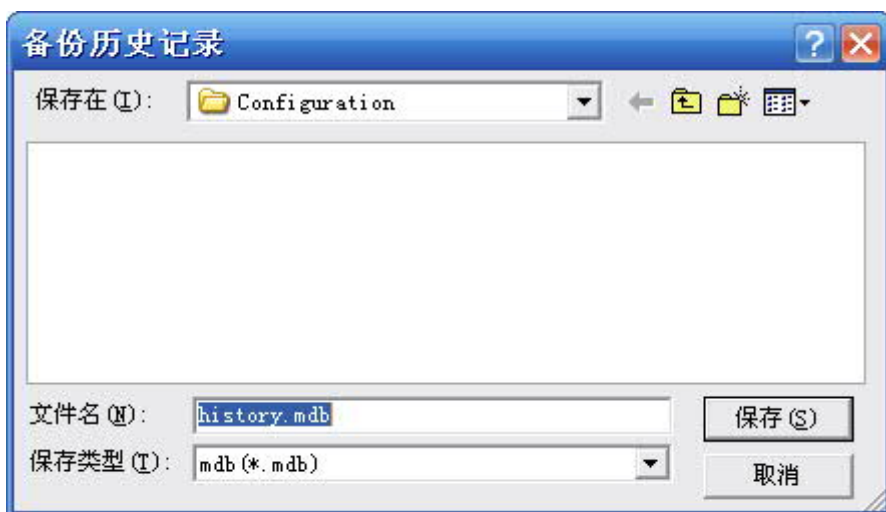 备份历史记录
保存在(I): Configuration
文件名(N): history.mdb 保存(S)
保存类型(T): mdb(*.mdb) 取消